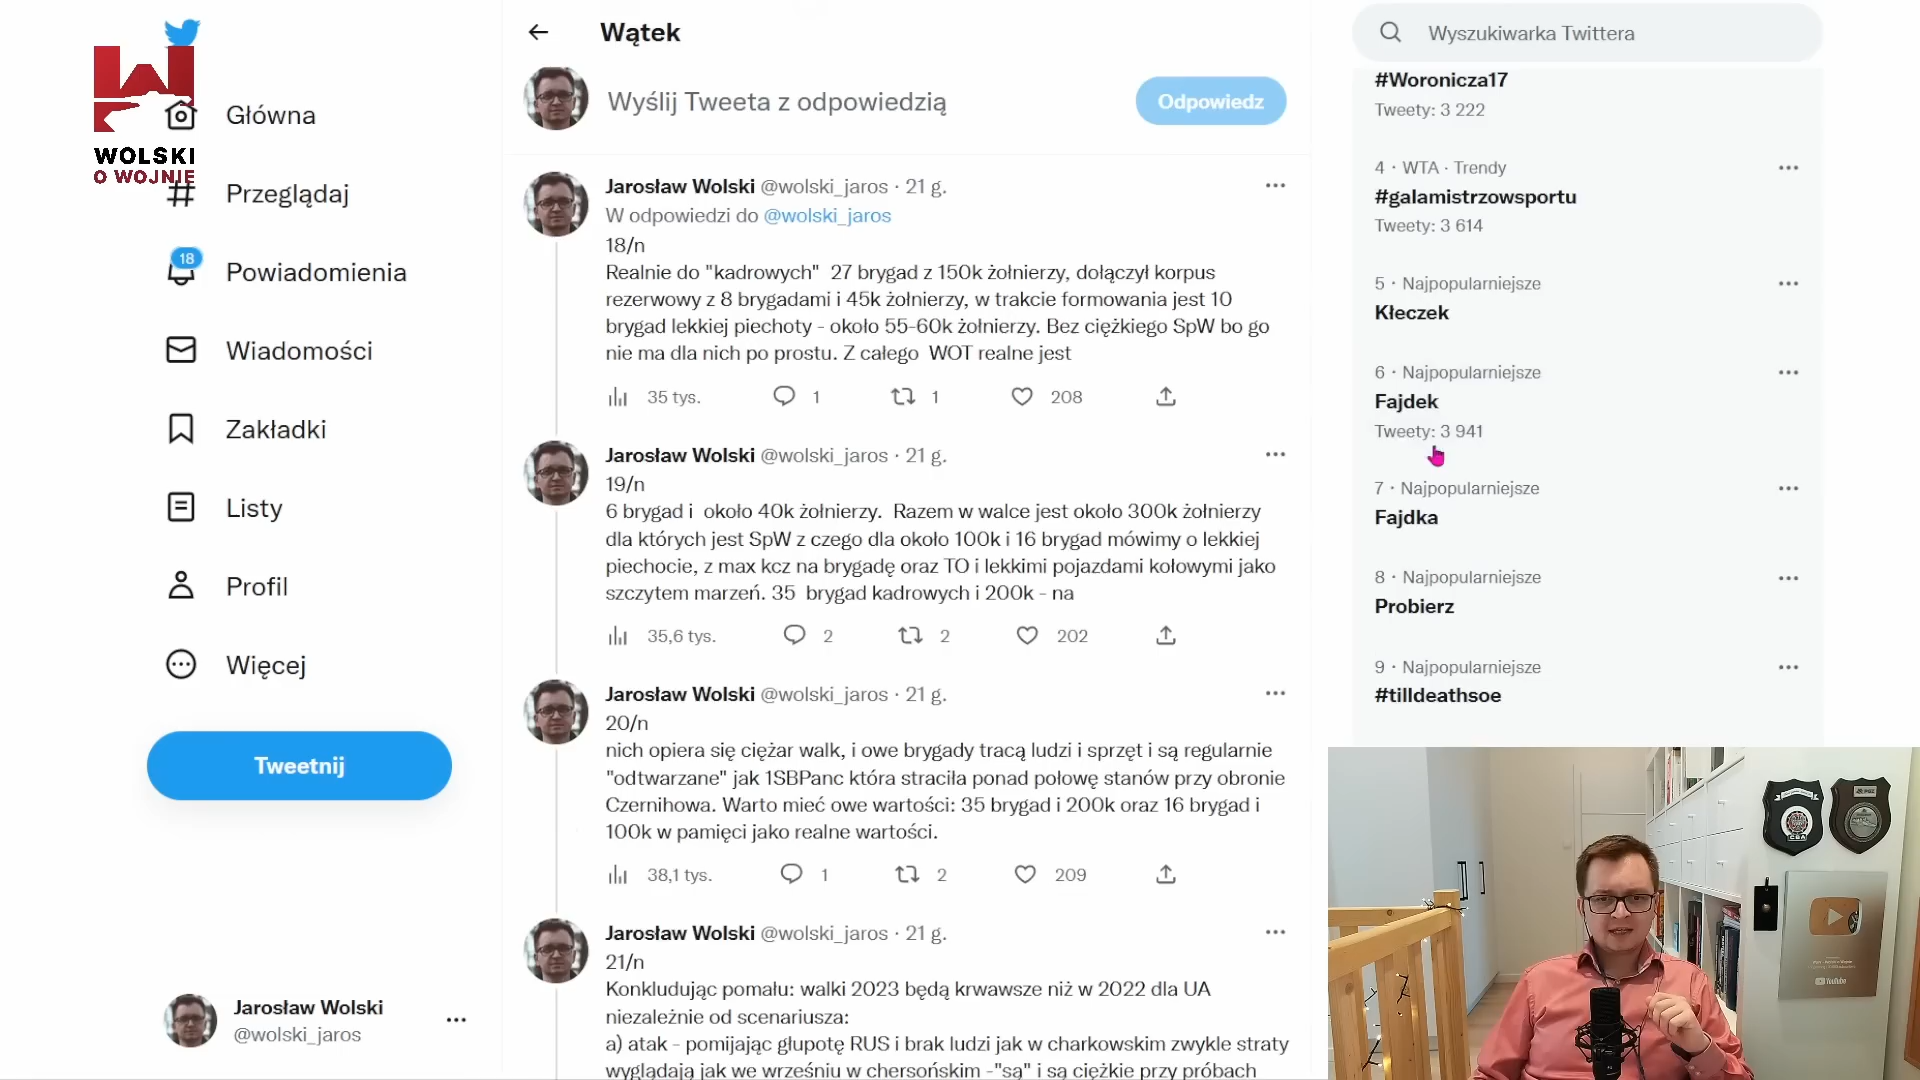 WOLSKI
O WOJNIE
Główna
Przeglądaj
18
Powiadomienia
Wiadomości
Zakładki
Listy
Profil
Więcej
Tweetnij
Jarosław Wolski
@wolski_jaros
Wątek
Wyślij Tweeta z odpowiedzią
Odpowiedz
Jarosław Wolski @wolski_jaros · 21 g.
W odpowiedzi do @wolski_jaros
18/n
Realnie do "kadrowych" 27 brygad z 150k żołnierzy, dołączył korpus
rezerwowy z 8 brygadami i 45k żołnierzy, w trakcie formowania jest 10
brygad lekkiej piechoty - około 55-60k żołnierzy. Bez ciężkiego SpW bo go
nie ma dla nich po prostu. Z całego WOT realne jest
35 tys. 1 1 208
Jarosław Wolski @wolski_jaros · 21 g.
19/n
6 brygad i około 40k żołnierzy. Razem w walce jest około 300k żołnierzy
dla których jest SpW z czego dla około 100k i 16 brygad mówimy o lekkiej
piechocie, z max kcz na brygadę oraz TO i lekkimi pojazdami kołowymi jako
szczytem marzeń. 35 brygad kadrowych i 200k - na
35,6 tys. 2 2 202
Jarosław Wolski @wolski_jaros · 21 g.
20/n
nich opiera się ciężar walk, i owe brygady tracą ludzi i sprzęt i są regularnie
"odtwarzane" jak 1SBPanc która straciła ponad połowę stanów przy obronie
Czernihowa. Warto mieć owe wartości: 35 brygad i 200k oraz 16 brygad i
100k w pamięci jako realne wartości.
38,1 tys. 1 2 209
Jarosław Wolski @wolski_jaros · 21 g.
21/n
Konkludując pomału: walki 2023 będą krwawsze niż w 2022 dla UA
niezależnie od scenariusza:
a) atak - pomijając głupotę RUS i brak ludzi jak w charkowskim zwykle straty
wyglądają jak we wrześniu w chersońskim -"są" i są ciężkie przy próbach
Wyszukiwarka Twittera
#Woronicza17
Tweety: 3 222
4 · WTA · Trendy
#galamistrzowsportu
Tweety: 3 614
5 · Najpopularniejsze
Kłeczek
6 · Najpopularniejsze
Fajdek
Tweety: 3 941
7 · Najpopularniejsze
Fajdka
8 · Najpopularniejsze
Probierz
9 · Najpopularniejsze
#tilldeathsoe
YouTube